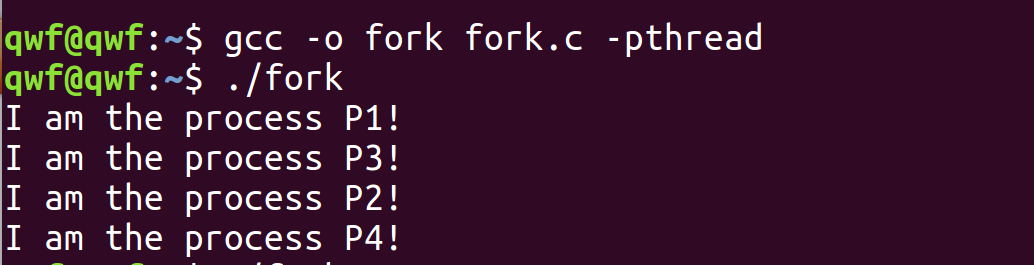 qwf@qwf:~$ gcc -o fork fork.c -pthread
qwf@qwf:~$ ./fork
I am the process P1!
I am the process P3!
I am the process P2!
I am the process P4!